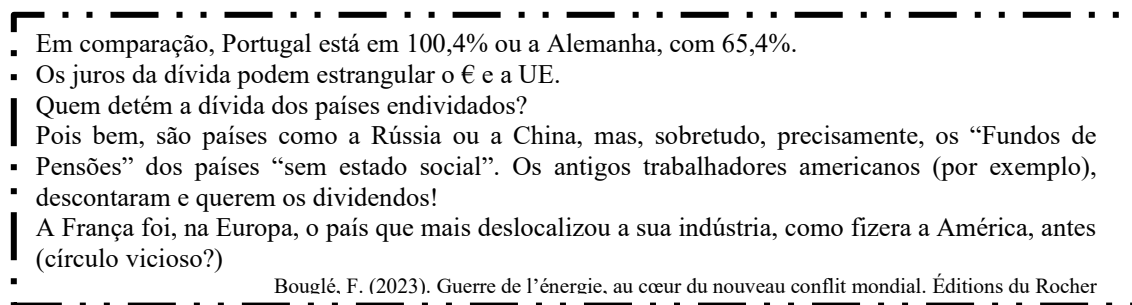 Em comparação, Portugal está em 100,4% ou a Alemanha, com 65,4%.
Os juros da dívida podem estrangular o € e a UE.
Quem detém a dívida dos países endividados?
Pois bem, são países como a Rússia ou a China, mas, sobretudo, precisamente, os “Fundos de
Pensões” dos países “sem estado social”. Os antigos trabalhadores americanos (por exemplo),
descontaram e querem os dividendos!
A França foi, na Europa, o país que mais deslocalizou a sua indústria, como fizera a América, antes
(círculo vicioso?)
Bouglé, F. (2023). Guerre de l’énergie, au cœur du nouveau conflit mondial. Éditions du Rocher